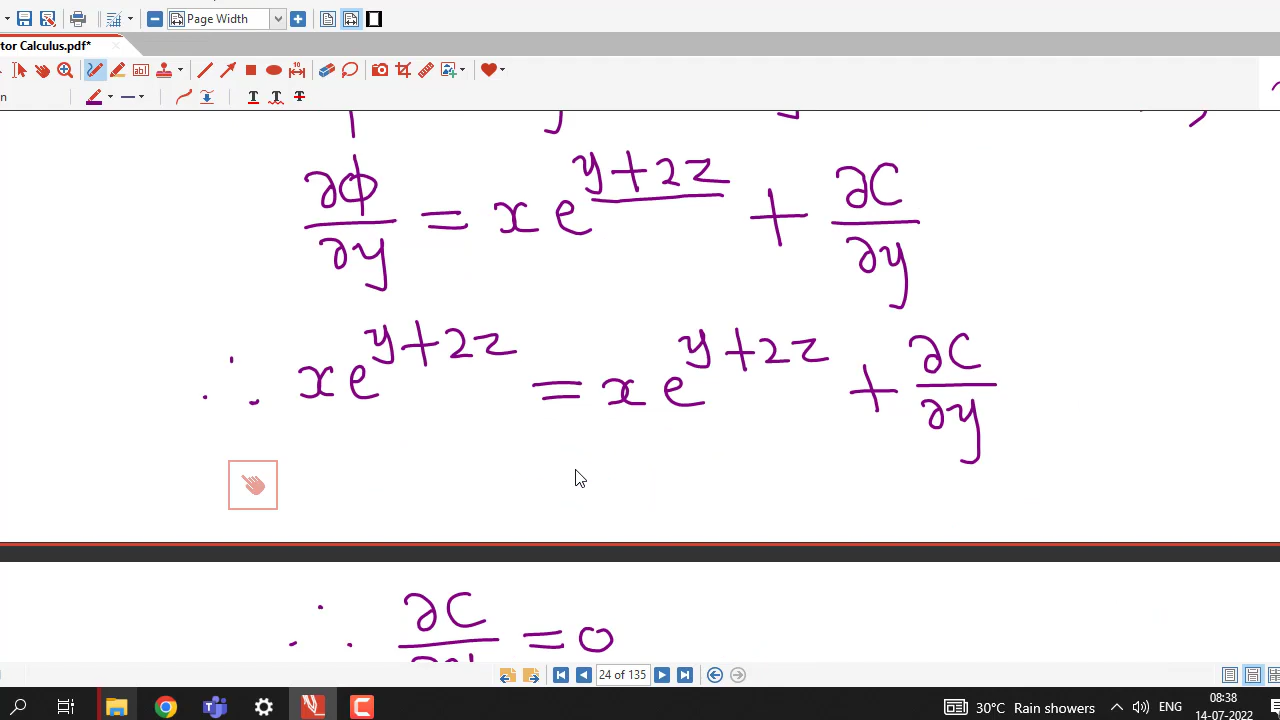 Page Width
tor Calculus.pdf*
∂ϕ/∂y = x e^{y+2z} + ∂C/∂y
∴ x e^{y+2z} = x e^{y+2z} + ∂C/∂y
∴ ∂C/∂y = 0
24 of 135
30°C Rain showers ENG 08:38
14-07-2022